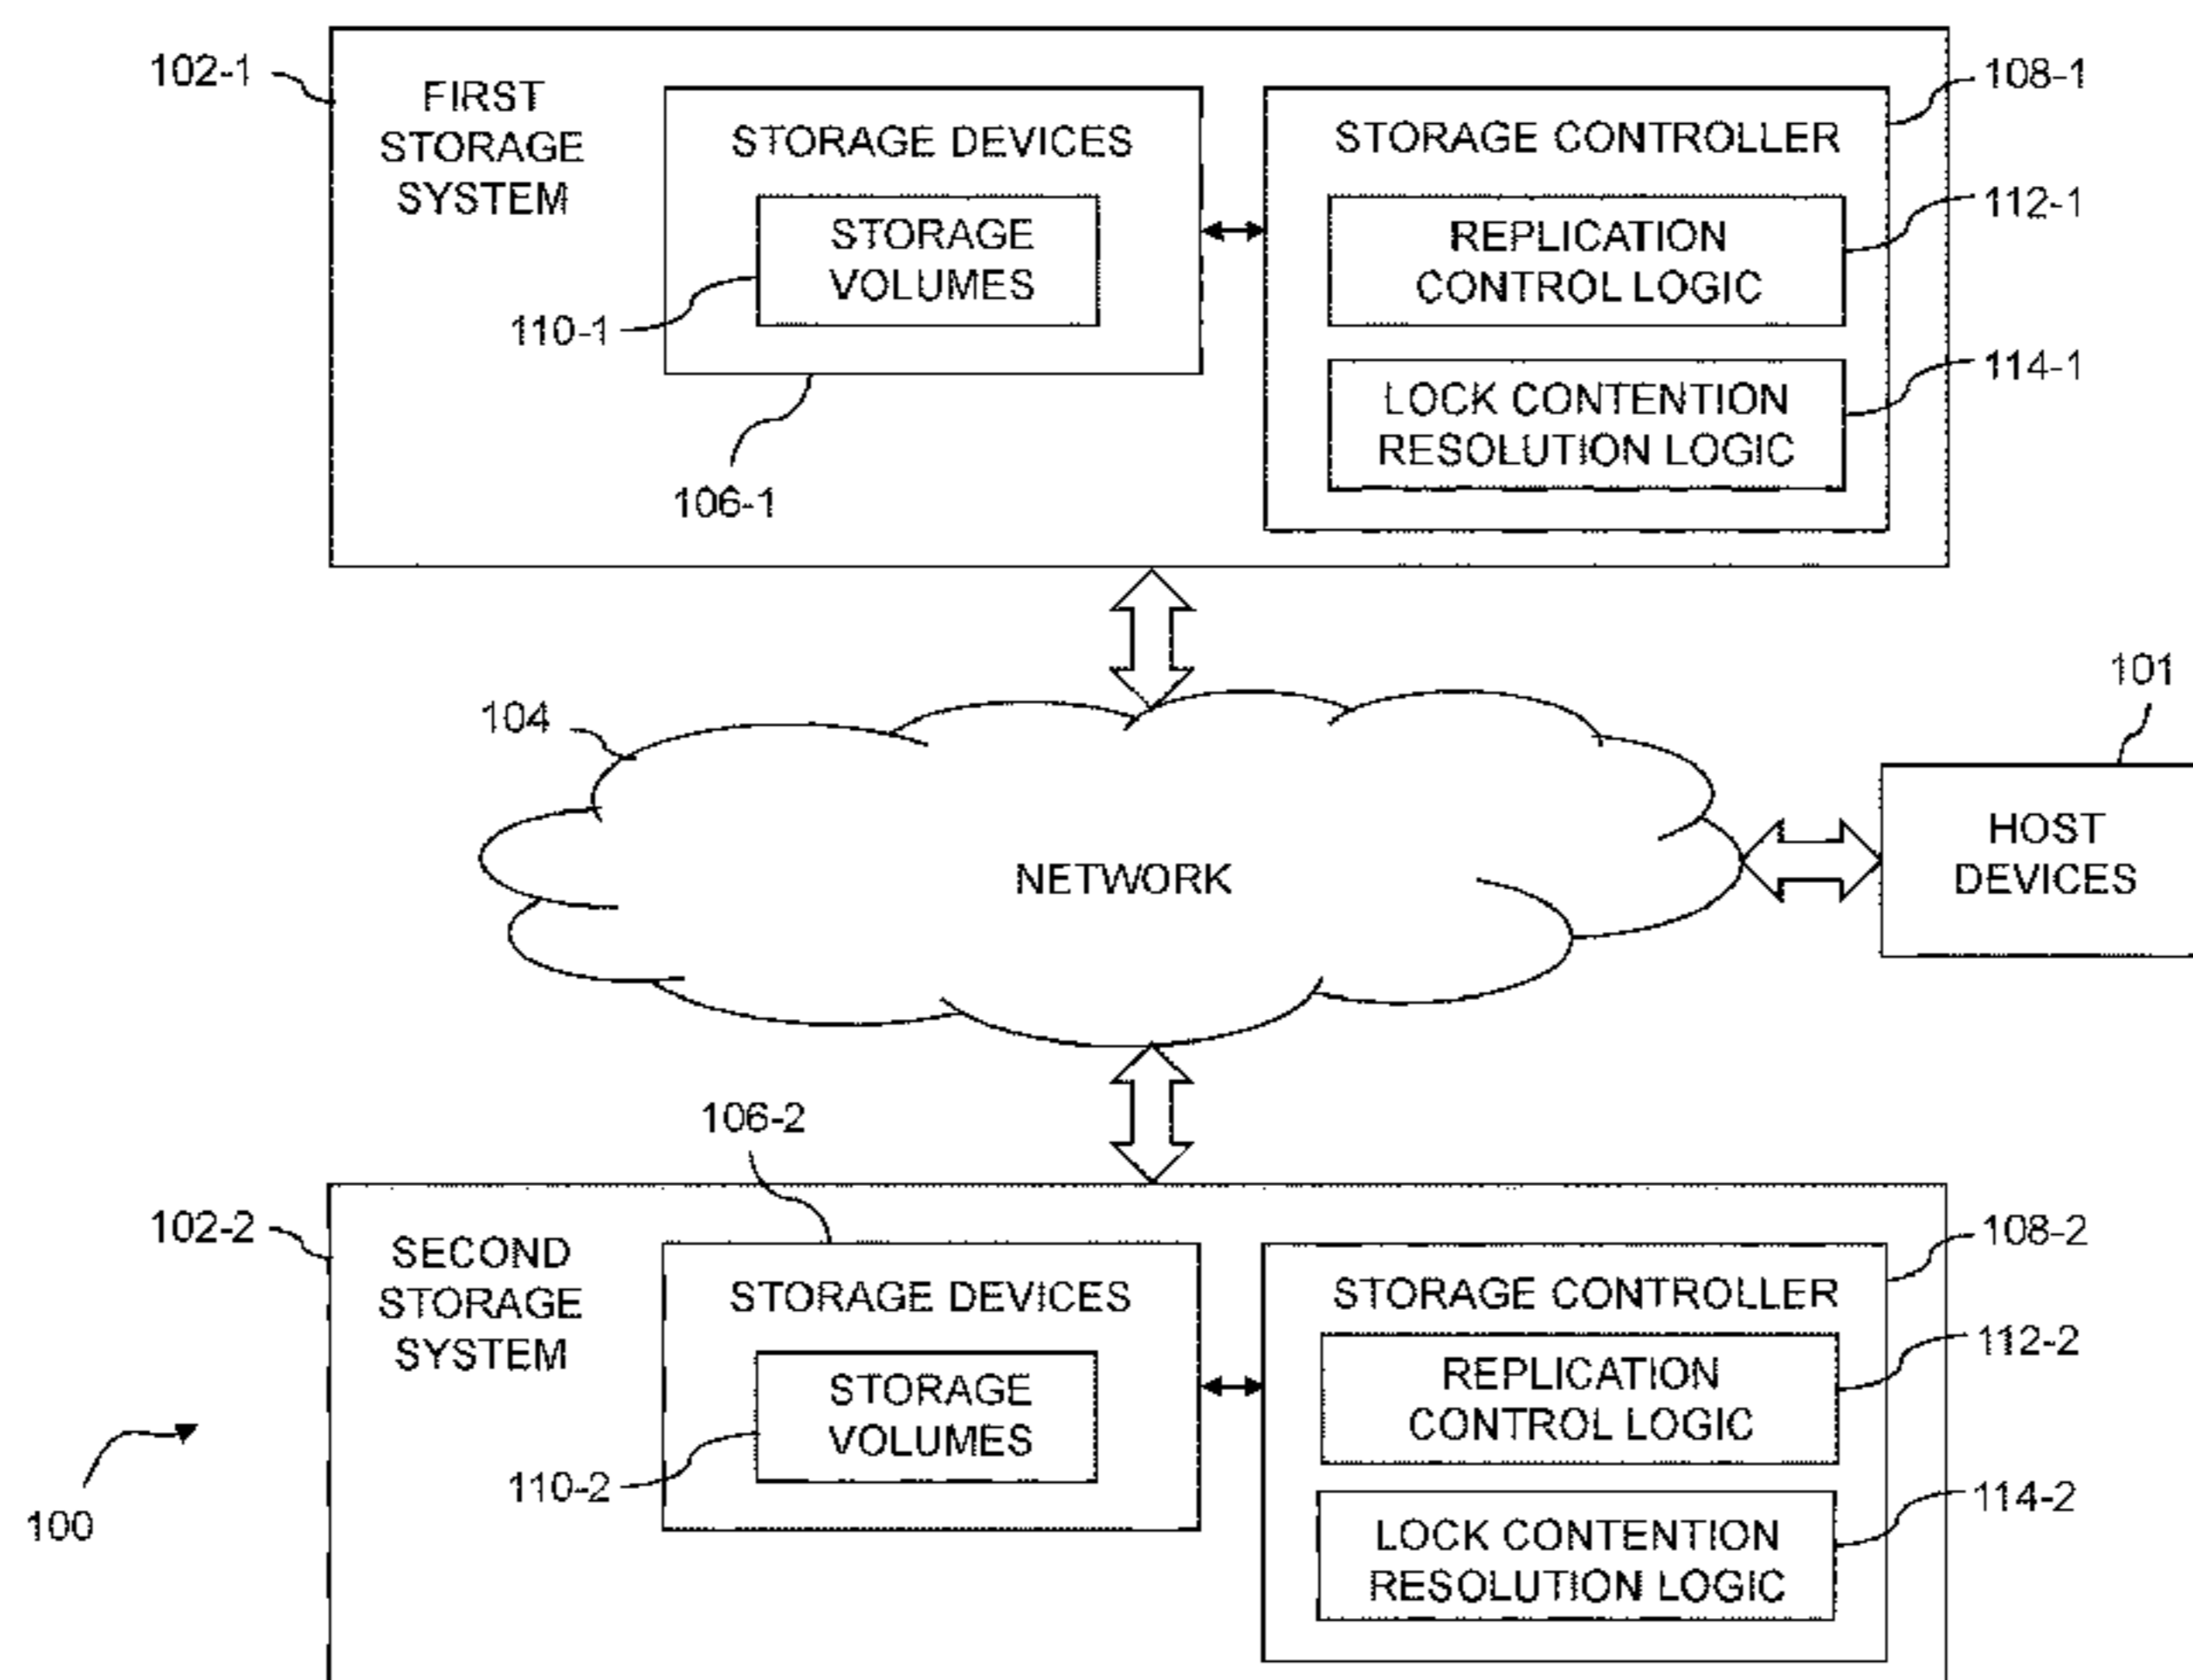 102-1
FIRST
STORAGE
SYSTEM
STORAGE DEVICES
STORAGE
VOLUMES
110-1
106-1
STORAGE CONTROLLER
108-1
REPLICATION
CONTROL LOGIC
112-1
LOCK CONTENTION
RESOLUTION LOGIC
114-1
104
NETWORK
101
HOST
DEVICES
106-2
102-2
SECOND
STORAGE
SYSTEM
STORAGE DEVICES
STORAGE
VOLUMES
110-2
STORAGE CONTROLLER
108-2
REPLICATION
CONTROL LOGIC
112-2
LOCK CONTENTION
RESOLUTION LOGIC
114-2
100